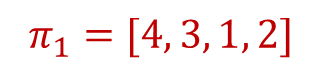 π₁ = [4, 3, 1, 2]